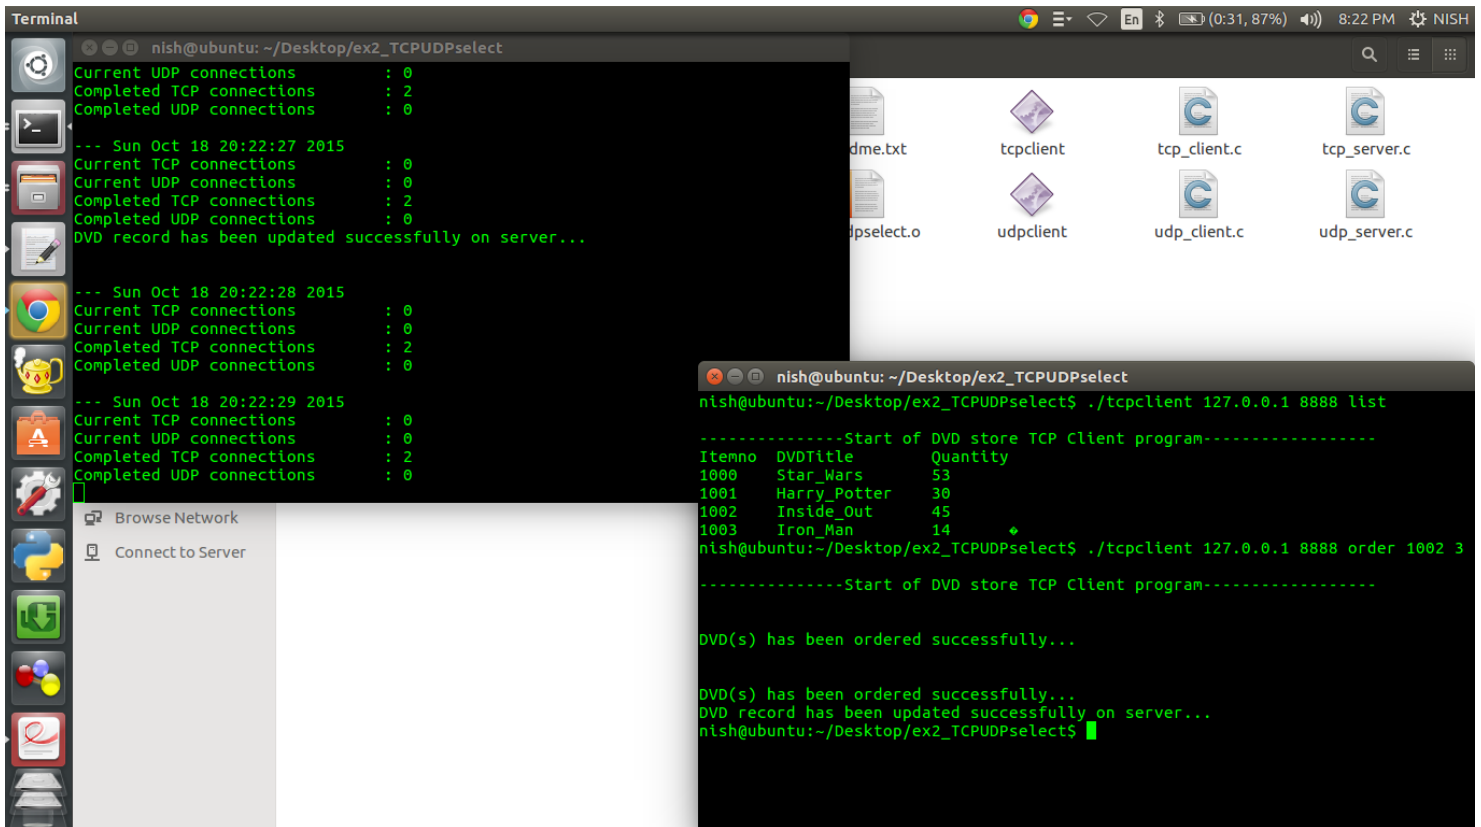 Terminal
En
(0:31, 87%)
8:22 PM
NISH
nish@ubuntu: ~/Desktop/ex2_TCPUDPselect
Current UDP connections : 0
Completed TCP connections : 2
Completed UDP connections : 0
--- Sun Oct 18 20:22:27 2015
Current TCP connections : 0
Current UDP connections : 0
Completed TCP connections : 2
Completed UDP connections : 0
DVD record has been updated successfully on server...
--- Sun Oct 18 20:22:28 2015
Current TCP connections : 0
Current UDP connections : 0
Completed TCP connections : 2
Completed UDP connections : 0
--- Sun Oct 18 20:22:29 2015
Current TCP connections : 0
Current UDP connections : 0
Completed TCP connections : 2
Completed UDP connections : 0
dme.txt
tcpclient
tcp_client.c
tcp_server.c
pselect.o
udpclient
udp_client.c
udp_server.c
Browse Network
Connect to Server
nish@ubuntu: ~/Desktop/ex2_TCPUDPselect
nish@ubuntu:~/Desktop/ex2_TCPUDPselect$ ./tcpclient 127.0.0.1 8888 list
---------------Start of DVD store TCP Client program------------------
Itemno DVDTitle Quantity
1000 Star_Wars 53
1001 Harry_Potter 30
1002 Inside_Out 45
1003 Iron_Man 14 �
nish@ubuntu:~/Desktop/ex2_TCPUDPselect$ ./tcpclient 127.0.0.1 8888 order 1002 3
---------------Start of DVD store TCP Client program------------------
DVD(s) has been ordered successfully...
DVD(s) has been ordered successfully...
DVD record has been updated successfully on server...
nish@ubuntu:~/Desktop/ex2_TCPUDPselect$